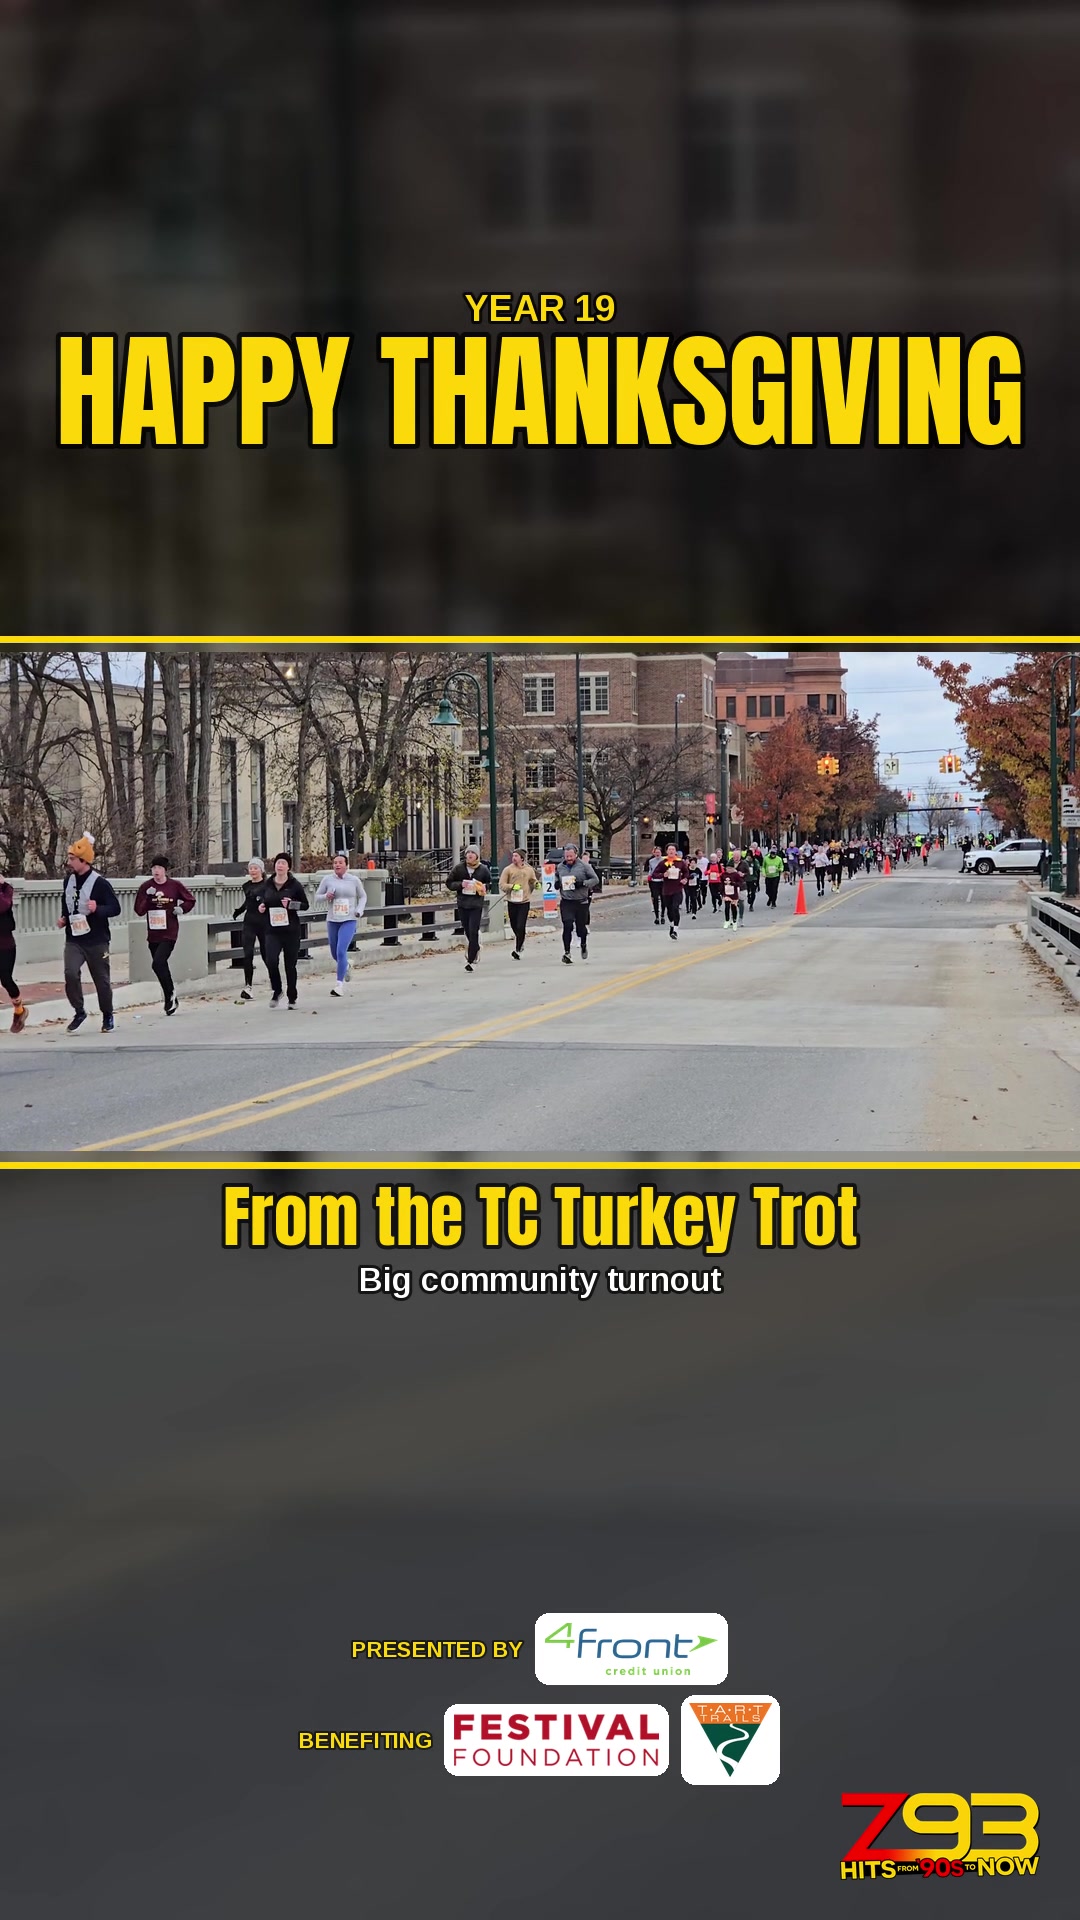 YEAR 19
HAPPY THANKSGIVING
2
From the TC Turkey Trot
Big community turnout
PRESENTED BY
4Front
credit union
BENEFITING
FESTIVAL
FOUNDATION
T·A·R·T
TRAILS
Z93
HITS FROM '90S TO NOW